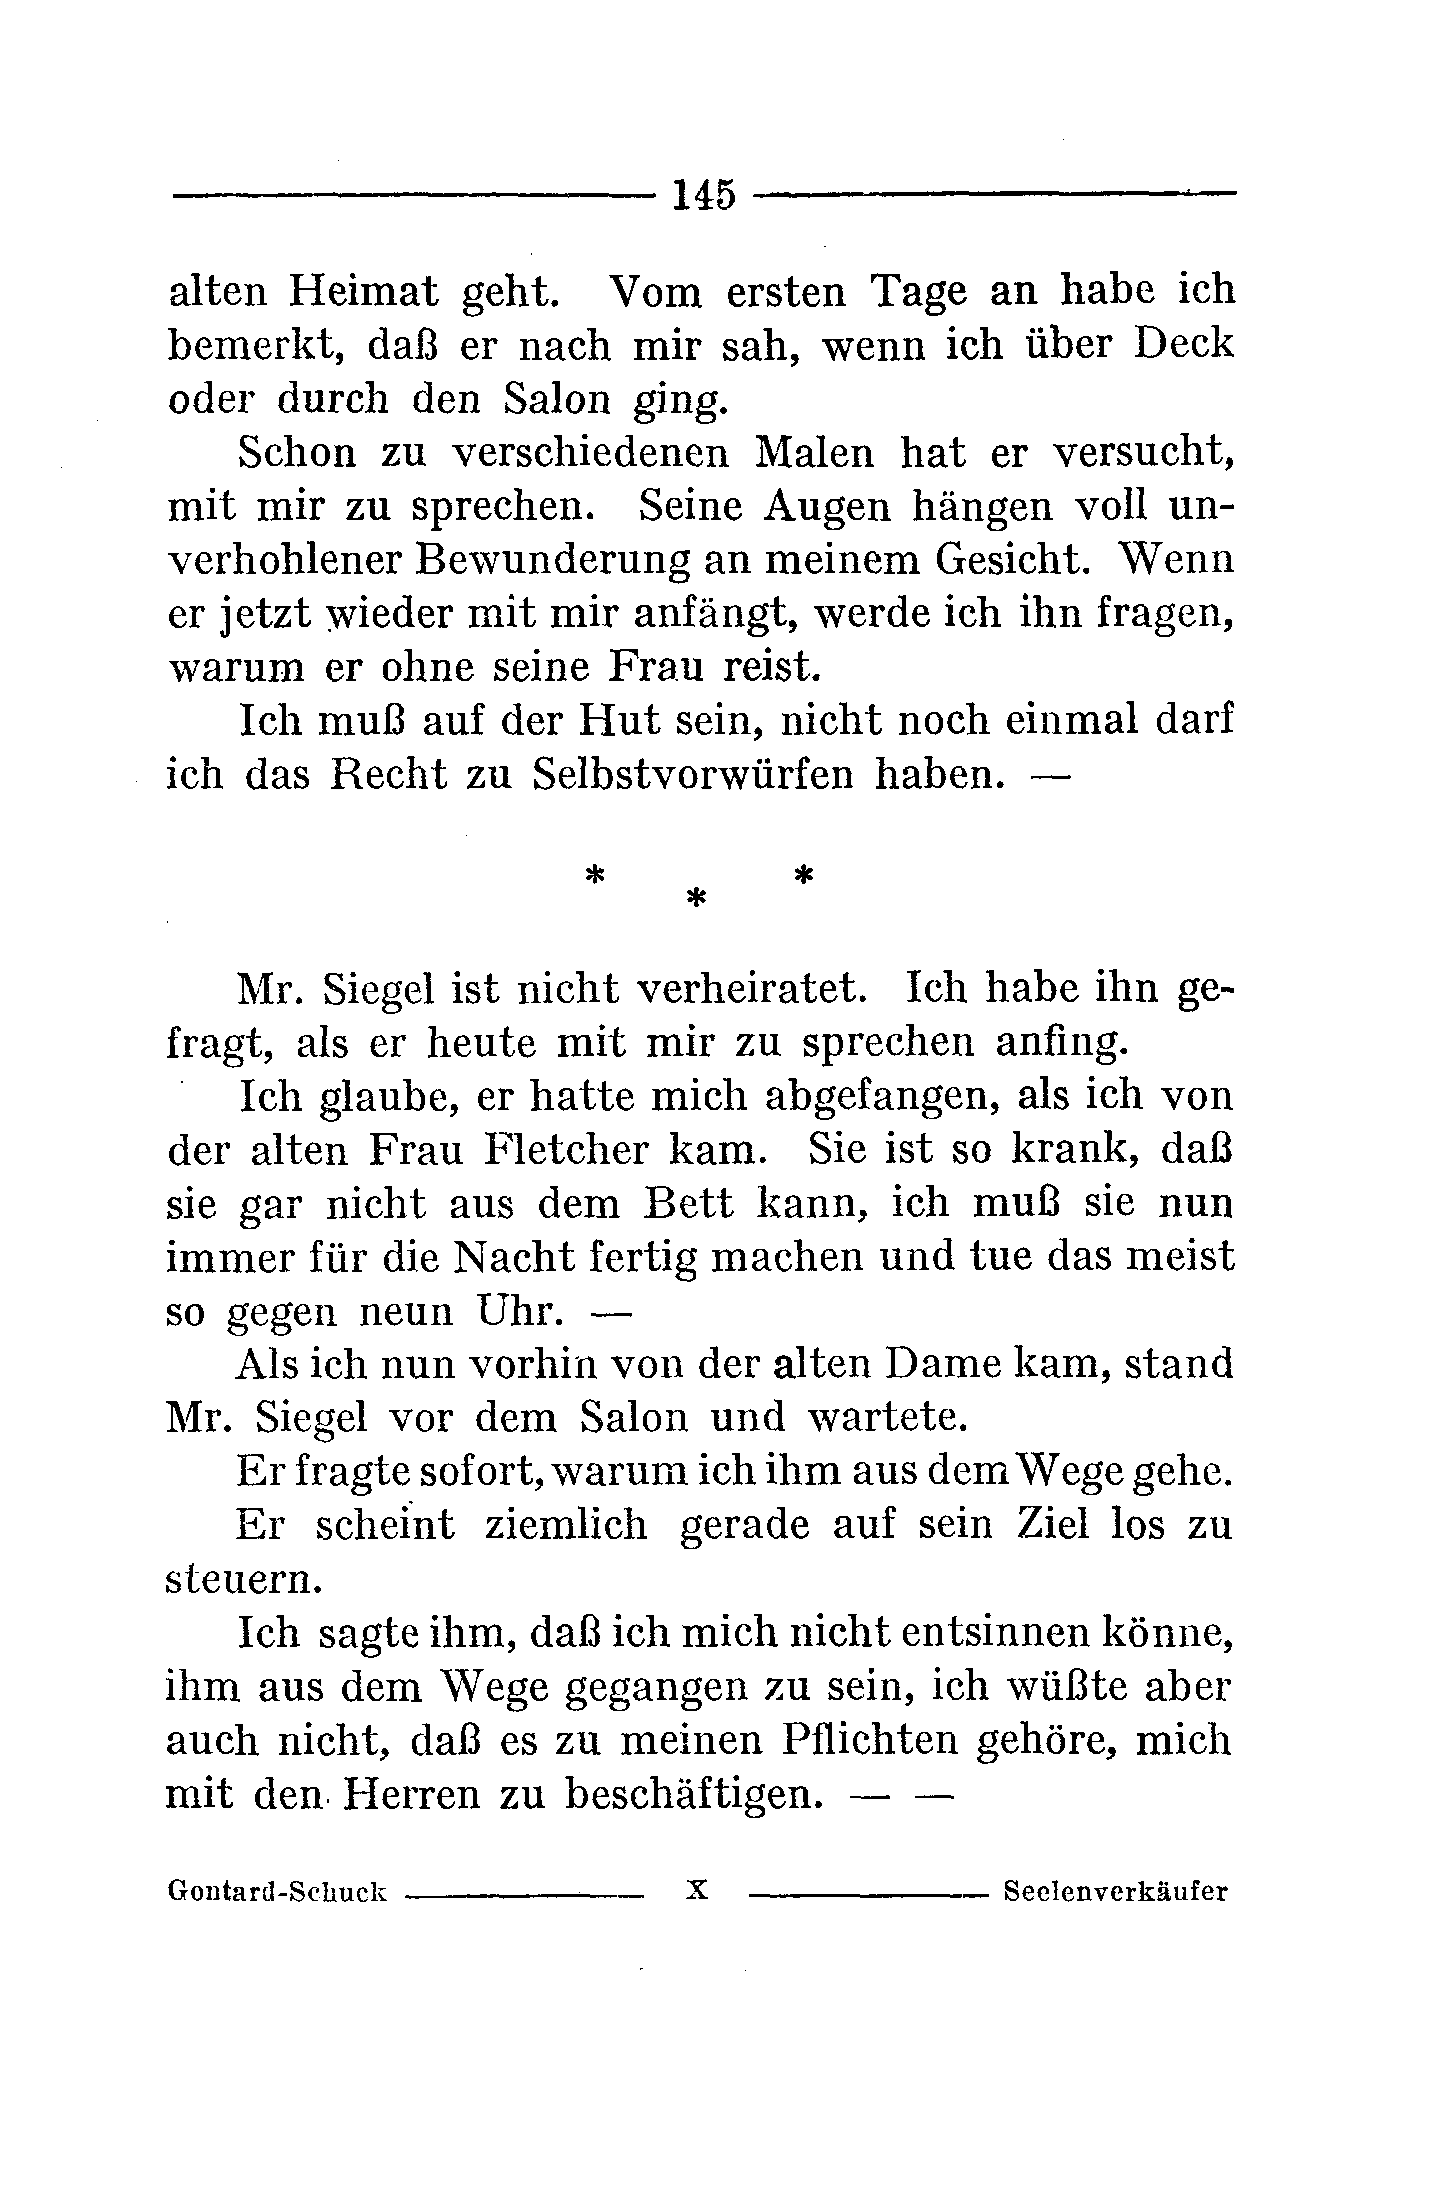 145
alten Heimat geht. Vom ersten Tage an habe ich
bemerkt, daß er nach mir sah, wenn ich über Deck
oder durch den Salon ging.
Schon zu verschiedenen Malen hat er versucht,
mit mir zu sprechen. Seine Augen hängen voll un-
verhohlener Bewunderung an meinem Gesicht. Wenn
er jetzt wieder mit mir anfängt, werde ich ihn fragen,
warum er ohne seine Frau reist.
Ich muß auf der Hut sein, nicht noch einmal darf
ich das Recht zu Selbstvorwürfen haben. —
* * *
Mr. Siegel ist nicht verheiratet. Ich habe ihn ge-
fragt, als er heute mit mir zu sprechen anfing.
Ich glaube, er hatte mich abgefangen, als ich von
der alten Frau Fletcher kam. Sie ist so krank, daß
sie gar nicht aus dem Bett kann, ich muß sie nun
immer für die Nacht fertig machen und tue das meist
so gegen neun Uhr. —
Als ich nun vorhin von der alten Dame kam, stand
Mr. Siegel vor dem Salon und wartete.
Er fragte sofort, warum ich ihm aus dem Wege gehe.
Er scheint ziemlich gerade auf sein Ziel los zu
steuern.
Ich sagte ihm, daß ich mich nicht entsinnen könne,
ihm aus dem Wege gegangen zu sein, ich wüßte aber
auch nicht, daß es zu meinen Pflichten gehöre, mich
mit den Herren zu beschäftigen. — —
Gontard-Schuck — X — Seelenverkäufer